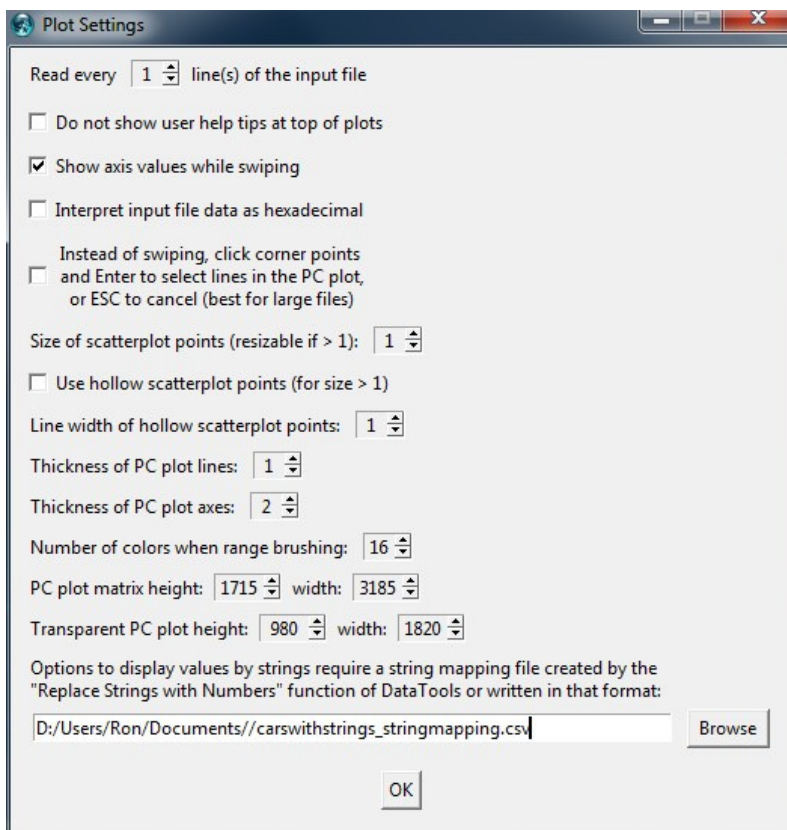 Plot Settings
Read every 1 line(s) of the input file
Do not show user help tips at top of plots
Show axis values while swiping
Interpret input file data as hexadecimal
Instead of swiping, click corner points
and Enter to select lines in the PC plot,
or ESC to cancel (best for large files)
Size of scatterplot points (resizable if > 1): 1
Use hollow scatterplot points (for size > 1)
Line width of hollow scatterplot points: 1
Thickness of PC plot lines: 1
Thickness of PC plot axes: 2
Number of colors when range brushing: 16
PC plot matrix height: 1715 width: 3185
Transparent PC plot height: 980 width: 1820
Options to display values by strings require a string mapping file created by the
"Replace Strings with Numbers" function of DataTools or written in that format:
D:/Users/Ron/Documents//carswithstrings_stringmapping.csv Browse
OK